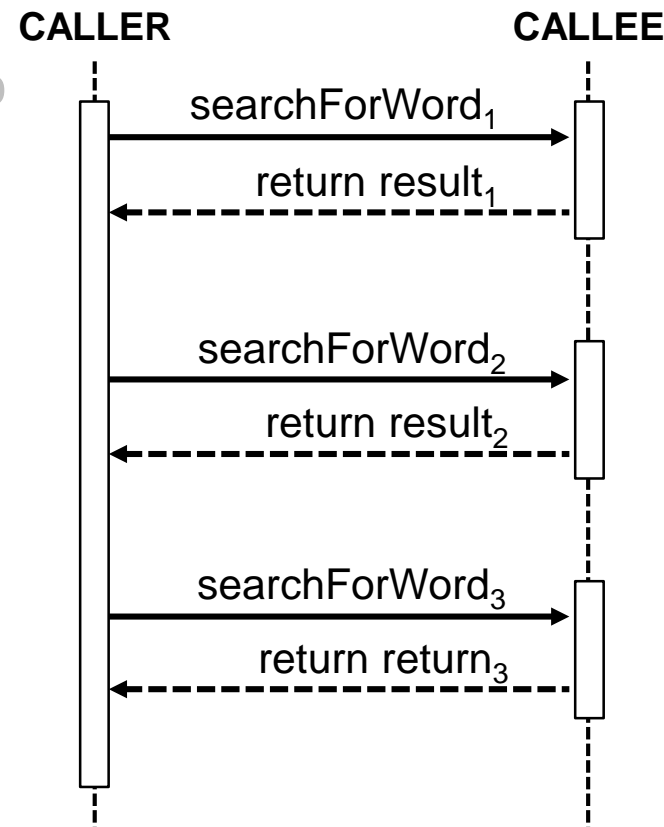 CALLER CALLEE
searchForWord₁
return result₁
searchForWord₂
return result₂
searchForWord₃
return return₃